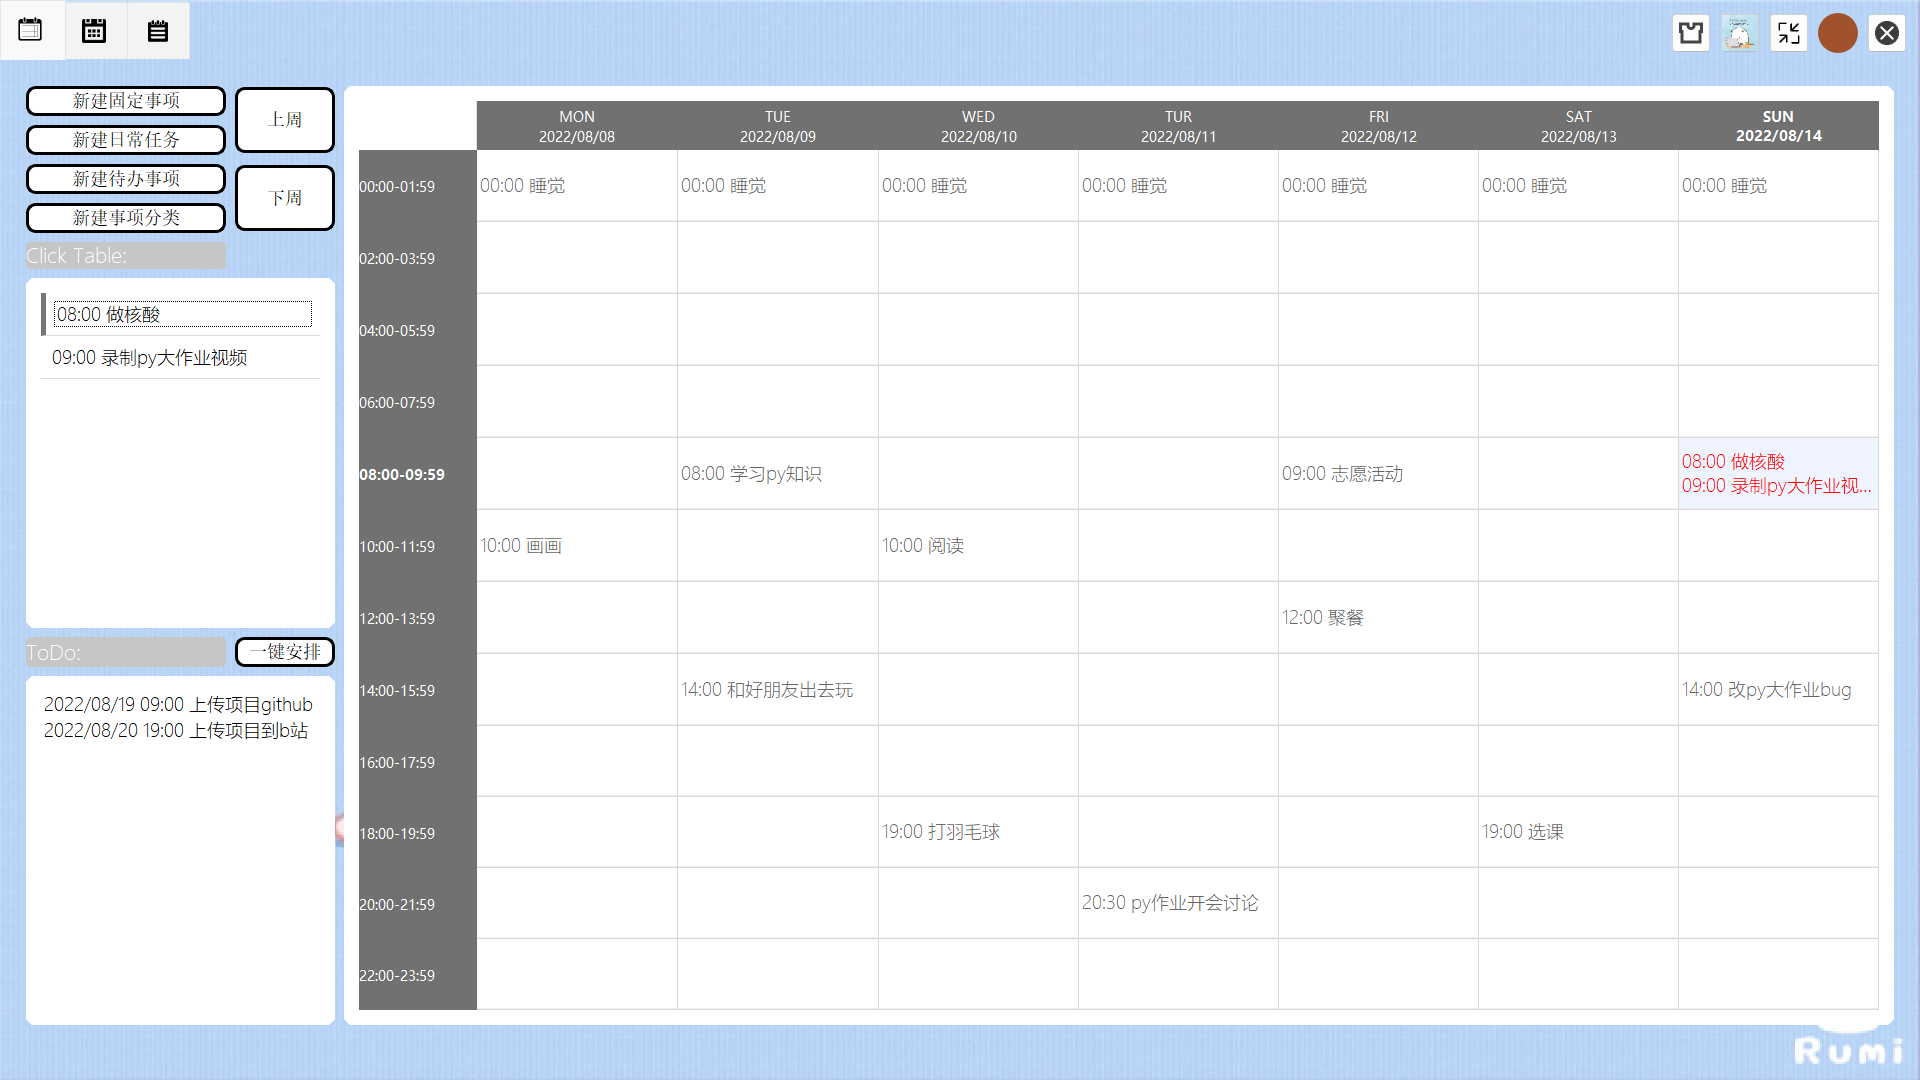 新建固定事项
新建日常任务
新建待办事项
新建事项分类
上周
下周
Click Table:
08:00 做核酸
09:00 录制py大作业视频
ToDo:
一键安排
2022/08/19 09:00 上传项目github
2022/08/20 19:00 上传项目到b站
MON TUE WED TUR FRI SAT SUN
2022/08/08 2022/08/09 2022/08/10 2022/08/11 2022/08/12 2022/08/13 2022/08/14
00:00-01:59 00:00 睡觉 00:00 睡觉 00:00 睡觉 00:00 睡觉 00:00 睡觉 00:00 睡觉 00:00 睡觉
02:00-03:59
04:00-05:59
06:00-07:59
08:00-09:59 08:00 学习py知识 09:00 志愿活动 08:00 做核酸
09:00 录制py大作业视...
10:00-11:59 10:00 画画 10:00 阅读
12:00-13:59 12:00 聚餐
14:00-15:59 14:00 和好朋友出去玩 14:00 改py大作业bug
16:00-17:59
18:00-19:59 19:00 打羽毛球 19:00 选课
20:00-21:59 20:30 py作业开会讨论
22:00-23:59
Rumi